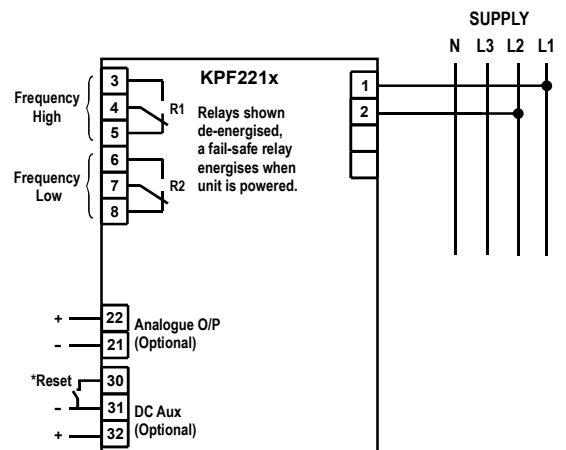 SUPPLY
N L3 L2 L1
KPF221x
Frequency
High
3
4
5
R1
Relays shown
de-energised,
a fail-safe relay
energises when
unit is powered.
1
2
Frequency
Low
6
7
8
R2
+ 22
- 21
Analogue O/P
(Optional)
*Reset 30
- 31
+ 32
DC Aux
(Optional)